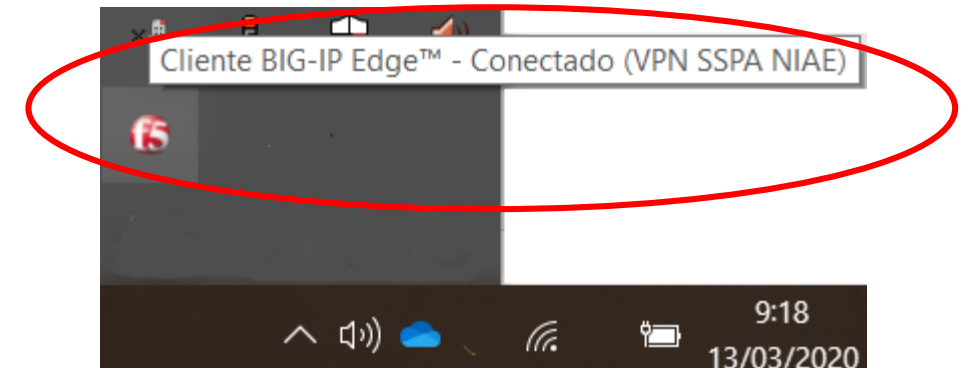 Cliente BIG-IP Edge™ - Conectado (VPN SSPA NIAE)
f5
9:18
13/03/2020